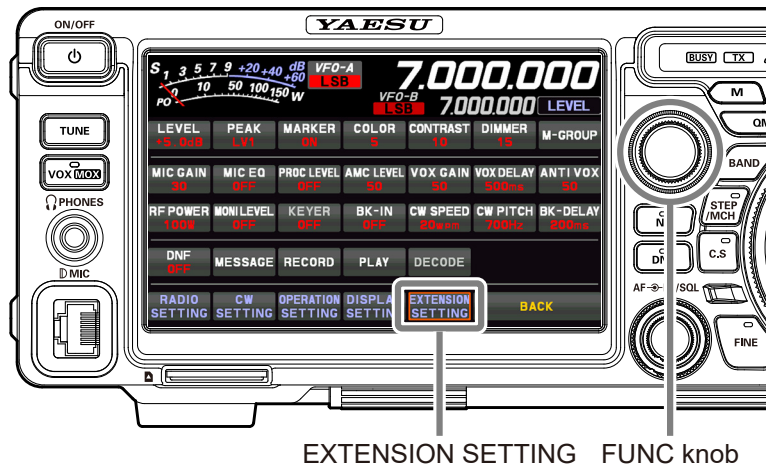 ON/OFF
YAESU
S 1 3 5 7 9 +20 +40 +60 dB
PO 0 10 50 100 150 W
VFO-A
LSB
7.000.000
VFO-B
LSB
7.000.000
LEVEL
BUSY TX
M
TUNE
VOX MOX
PHONES
MIC
LEVEL PEAK MARKER COLOR CONTRAST DIMMER M-GROUP
+5.0dB LV1 ON 5 10 15
MIC GAIN MIC EQ PROC LEVEL AMC LEVEL VOX GAIN VOX DELAY ANTI VOX
30 OFF OFF 50 50 500ms 50
RF POWER MONI LEVEL KEYER BK-IN CW SPEED CW PITCH BK-DELAY
100W OFF OFF OFF 20wpm 700Hz 200ms
DNF MESSAGE RECORD PLAY DECODE
OFF
RADIO SETTING
CW SETTING
OPERATION SETTING
EXTENSION SETTING
BACK
BAND
STEP
/MCH
C.S
FINE
EXTENSION SETTING FUNC knob